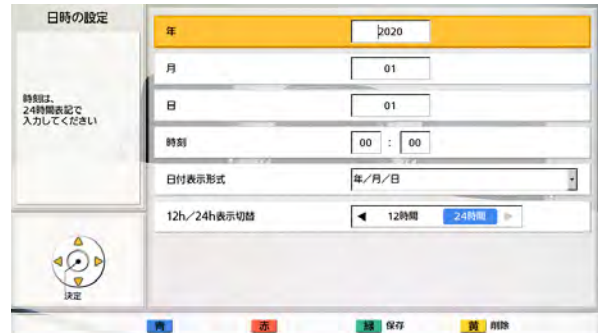 日時の設定
時刻は、
24時間表記で
入力してください
決定
年 2020
月 01
日 01
時刻 00 : 00
日付表示形式 年/月/日
12h/24h表示切替 12時間 24時間
青 赤 緑 保存 黄 削除